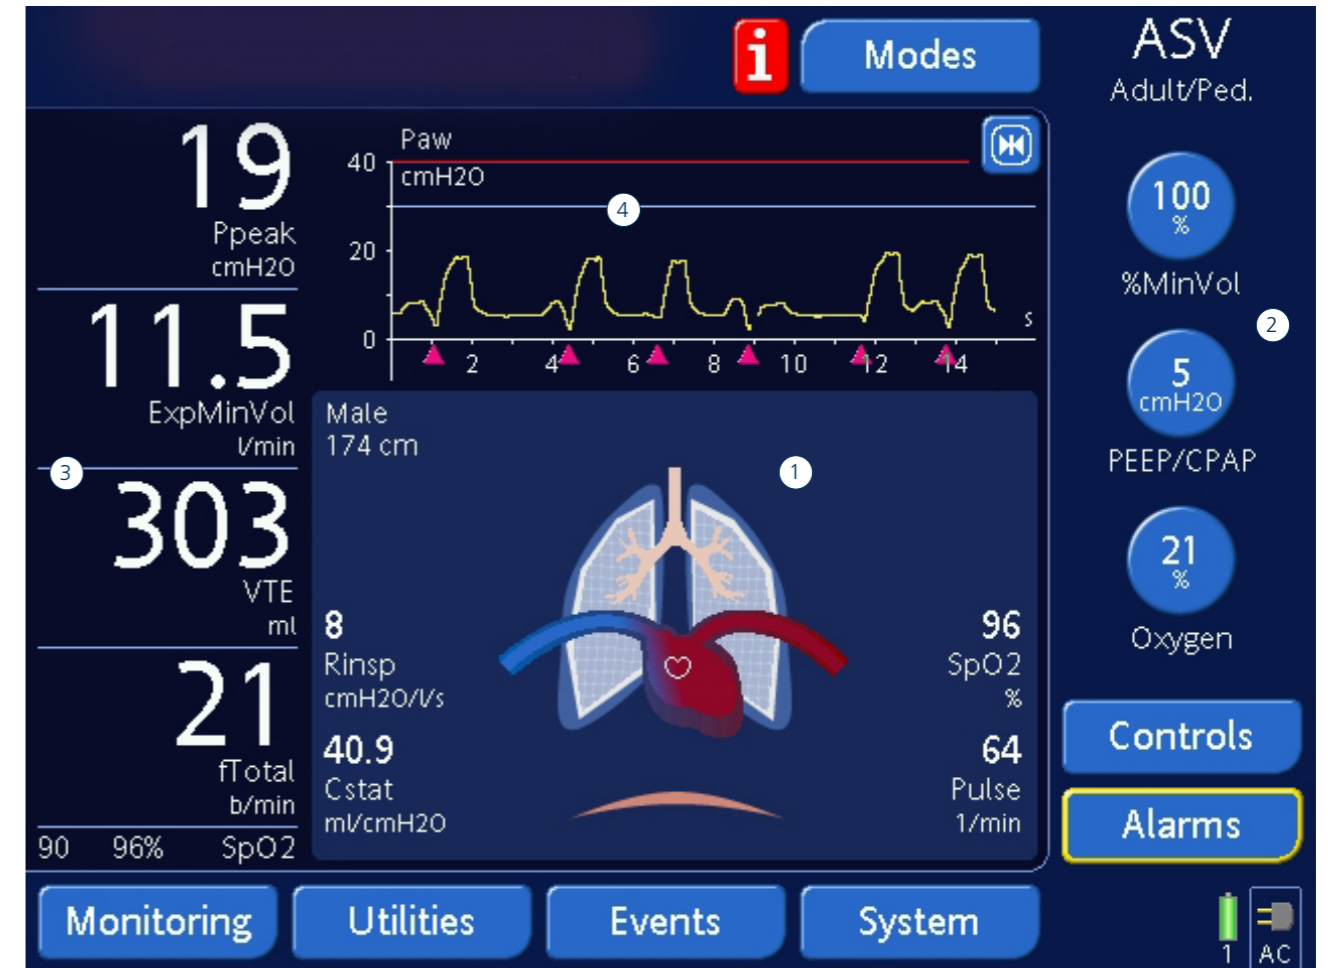 i
Modes
ASV
Adult/Ped.
19
Ppeak
cmH2O
11.5
ExpMinVol
l/min
3
303
VTE
ml
21
fTotal
b/min
90 96% SpO2
Paw
40
cmH2O
4
20
0
s
2 4 6 8 10 12 14
Male
174 cm
1
8
Rinsp
cmH2O/l/s
40.9
Cstat
ml/cmH2O
96
SpO2
%
64
Pulse
1/min
100
%
%MinVol
2
5
cmH2O
PEEP/CPAP
21
%
Oxygen
Controls
Alarms
Monitoring Utilities Events System
1 AC